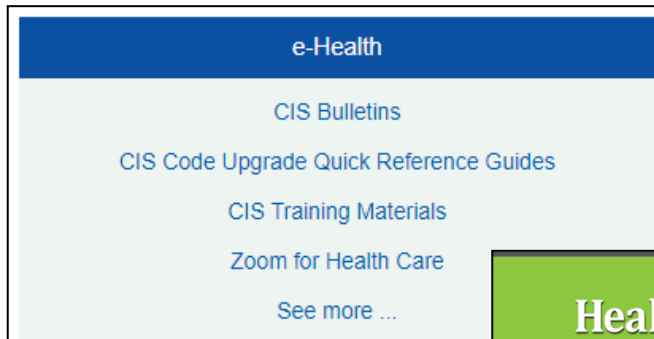 e-Health
CIS Bulletins
CIS Code Upgrade Quick Reference Guides
CIS Training Materials
Zoom for Health Care
See more ...